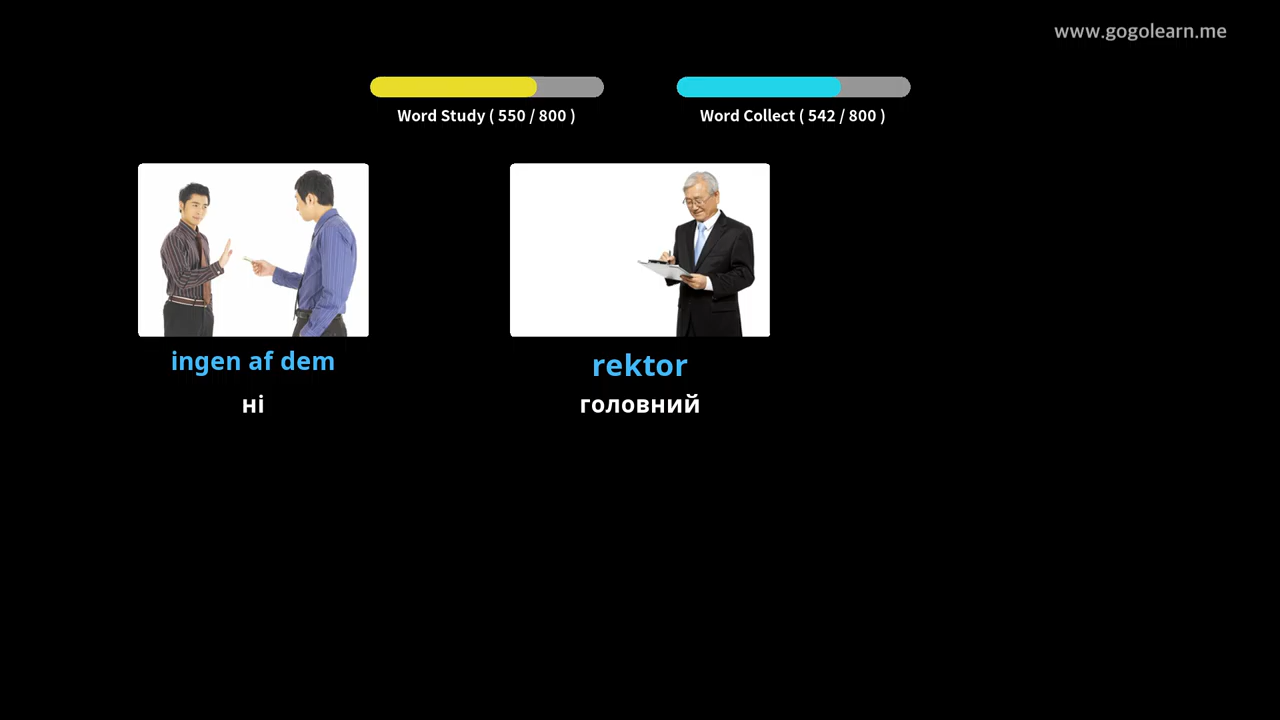 www.gogolearn.me
Word Study ( 550 / 800 )
Word Collect ( 542 / 800 )
ingen af dem
ні
rektor
головний